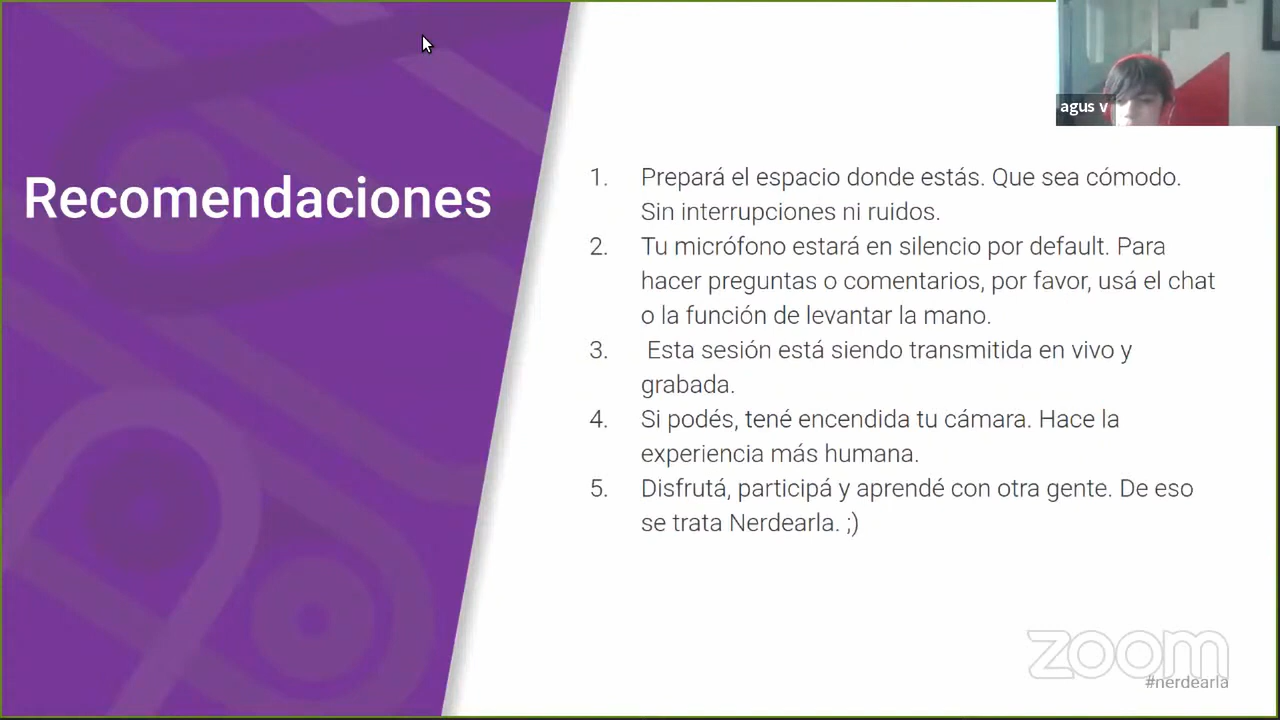 agus v
Recomendaciones
1. Prepará el espacio donde estás. Que sea cómodo.
Sin interrupciones ni ruidos.
2. Tu micrófono estará en silencio por default. Para
hacer preguntas o comentarios, por favor, usá el chat
o la función de levantar la mano.
3. Esta sesión está siendo transmitida en vivo y
grabada.
4. Si podés, tené encendida tu cámara. Hace la
experiencia más humana.
5. Disfrutá, participá y aprendé con otra gente. De eso
se trata Nerdearla. ;)
zoom
#nerdearla